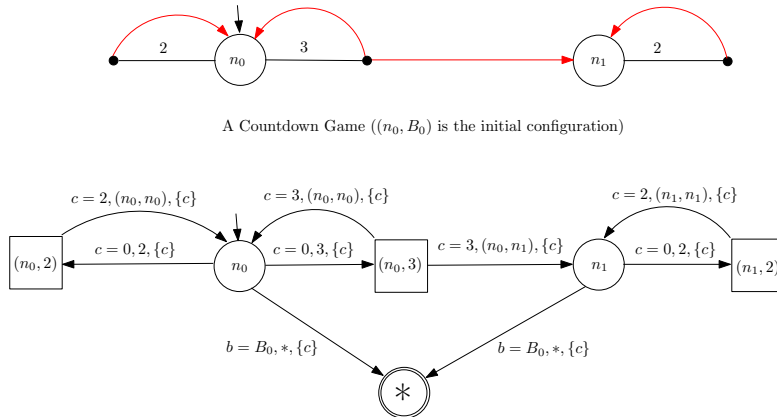 2 3 2
n₀ n₁
A Countdown Game ((n₀, B₀) is the initial configuration)
c = 2, (n₀, n₀), {c} c = 3, (n₀, n₀), {c} c = 2, (n₁, n₁), {c}
c = 0, 2, {c} c = 0, 3, {c} c = 3, (n₀, n₁), {c} c = 0, 2, {c}
(n₀, 2) n₀ (n₀, 3) n₁ (n₁, 2)
b = B₀, *, {c} b = B₀, *, {c}
*